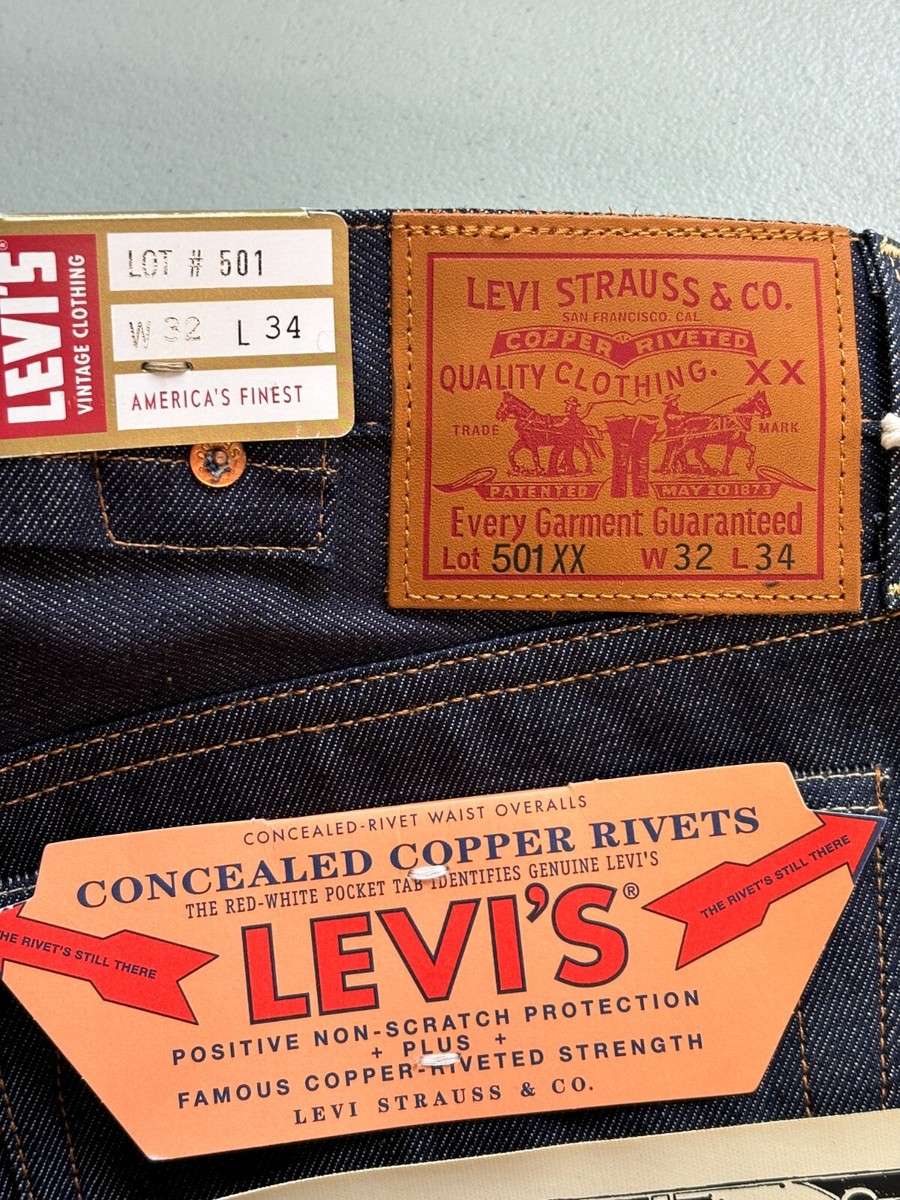 LEVI'S®
VINTAGE CLOTHING
LOT # 501
W 32 L 34
AMERICA'S FINEST
LEVI STRAUSS & CO.
SAN FRANCISCO. CAL
COPPER RIVETED
QUALITY CLOTHING. XX
TRADE MARK
PATENTED MAY 20 1873
Every Garment Guaranteed
Lot 501XX W 32 L 34
CONCEALED-RIVET WAIST OVERALLS
CONCEALED COPPER RIVETS
THE RED-WHITE POCKET TAB IDENTIFIES GENUINE LEVI'S
LEVI'S®
THE RIVET'S STILL THERE
HE RIVET'S STILL THERE
POSITIVE NON-SCRATCH PROTECTION
+ PLUS +
FAMOUS COPPER-RIVETED STRENGTH
LEVI STRAUSS & CO.